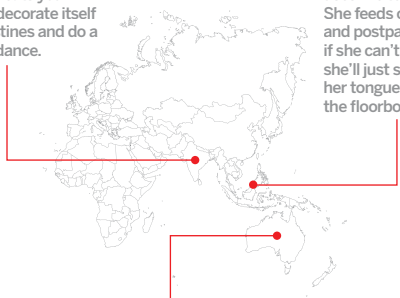 decorate itself
tines and do a
dance.
She feeds o
and postpa
if she can't
she'll just s
her tongue
the floorbo